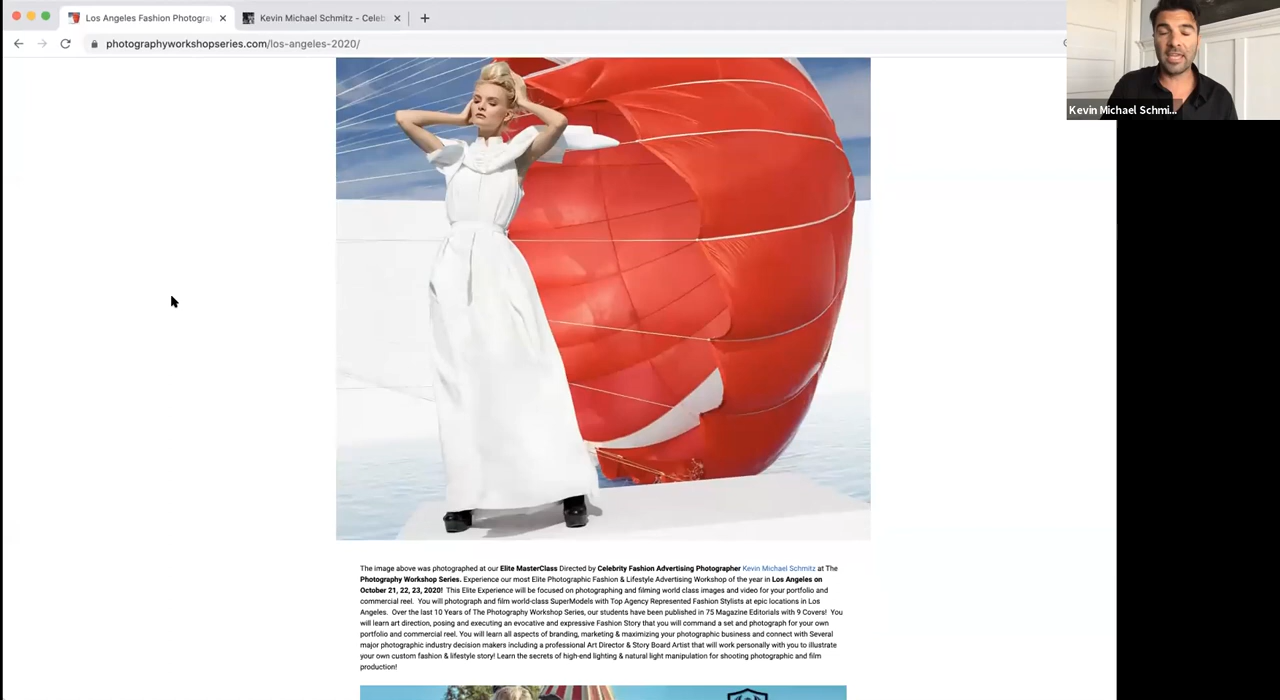 Los Angeles Fashion Photogra
Kevin Michael Schmitz - Celeb
photographyworkshopseries.com/los-angeles-2020/
Kevin Michael Schmi...
The image above was photographed at our Elite MasterClass Directed by Celebrity Fashion Advertising Photographer Kevin Michael Schmitz at The
Photography Workshop Series. Experience our most Elite Photographic Fashion & Lifestyle Advertising Workshop of the year in Los Angeles on
October 21, 22, 23, 2020! This Elite Experience will be focused on photographing and filming world class images and video for your portfolio and
commercial reel. You will photograph and film world-class SuperModels with Top Agency Represented Fashion Stylists at epic locations in Los
Angeles. Over the last 10 Years of The Photography Workshop Series, our students have been published in 75 Magazine Editorials with 9 Covers! You
will learn art direction, posing and executing an evocative and expressive Fashion Story that you will command a set and photograph for your own
portfolio and commercial reel. You will learn all aspects of branding, marketing & maximizing your photographic business and connect with Several
major photographic industry decision makers including a professional Art Director & Story Board Artist that will work personally with you to illustrate
your own custom fashion & lifestyle story! Learn the secrets of high-end lighting & natural light manipulation for shooting photographic and film
production!